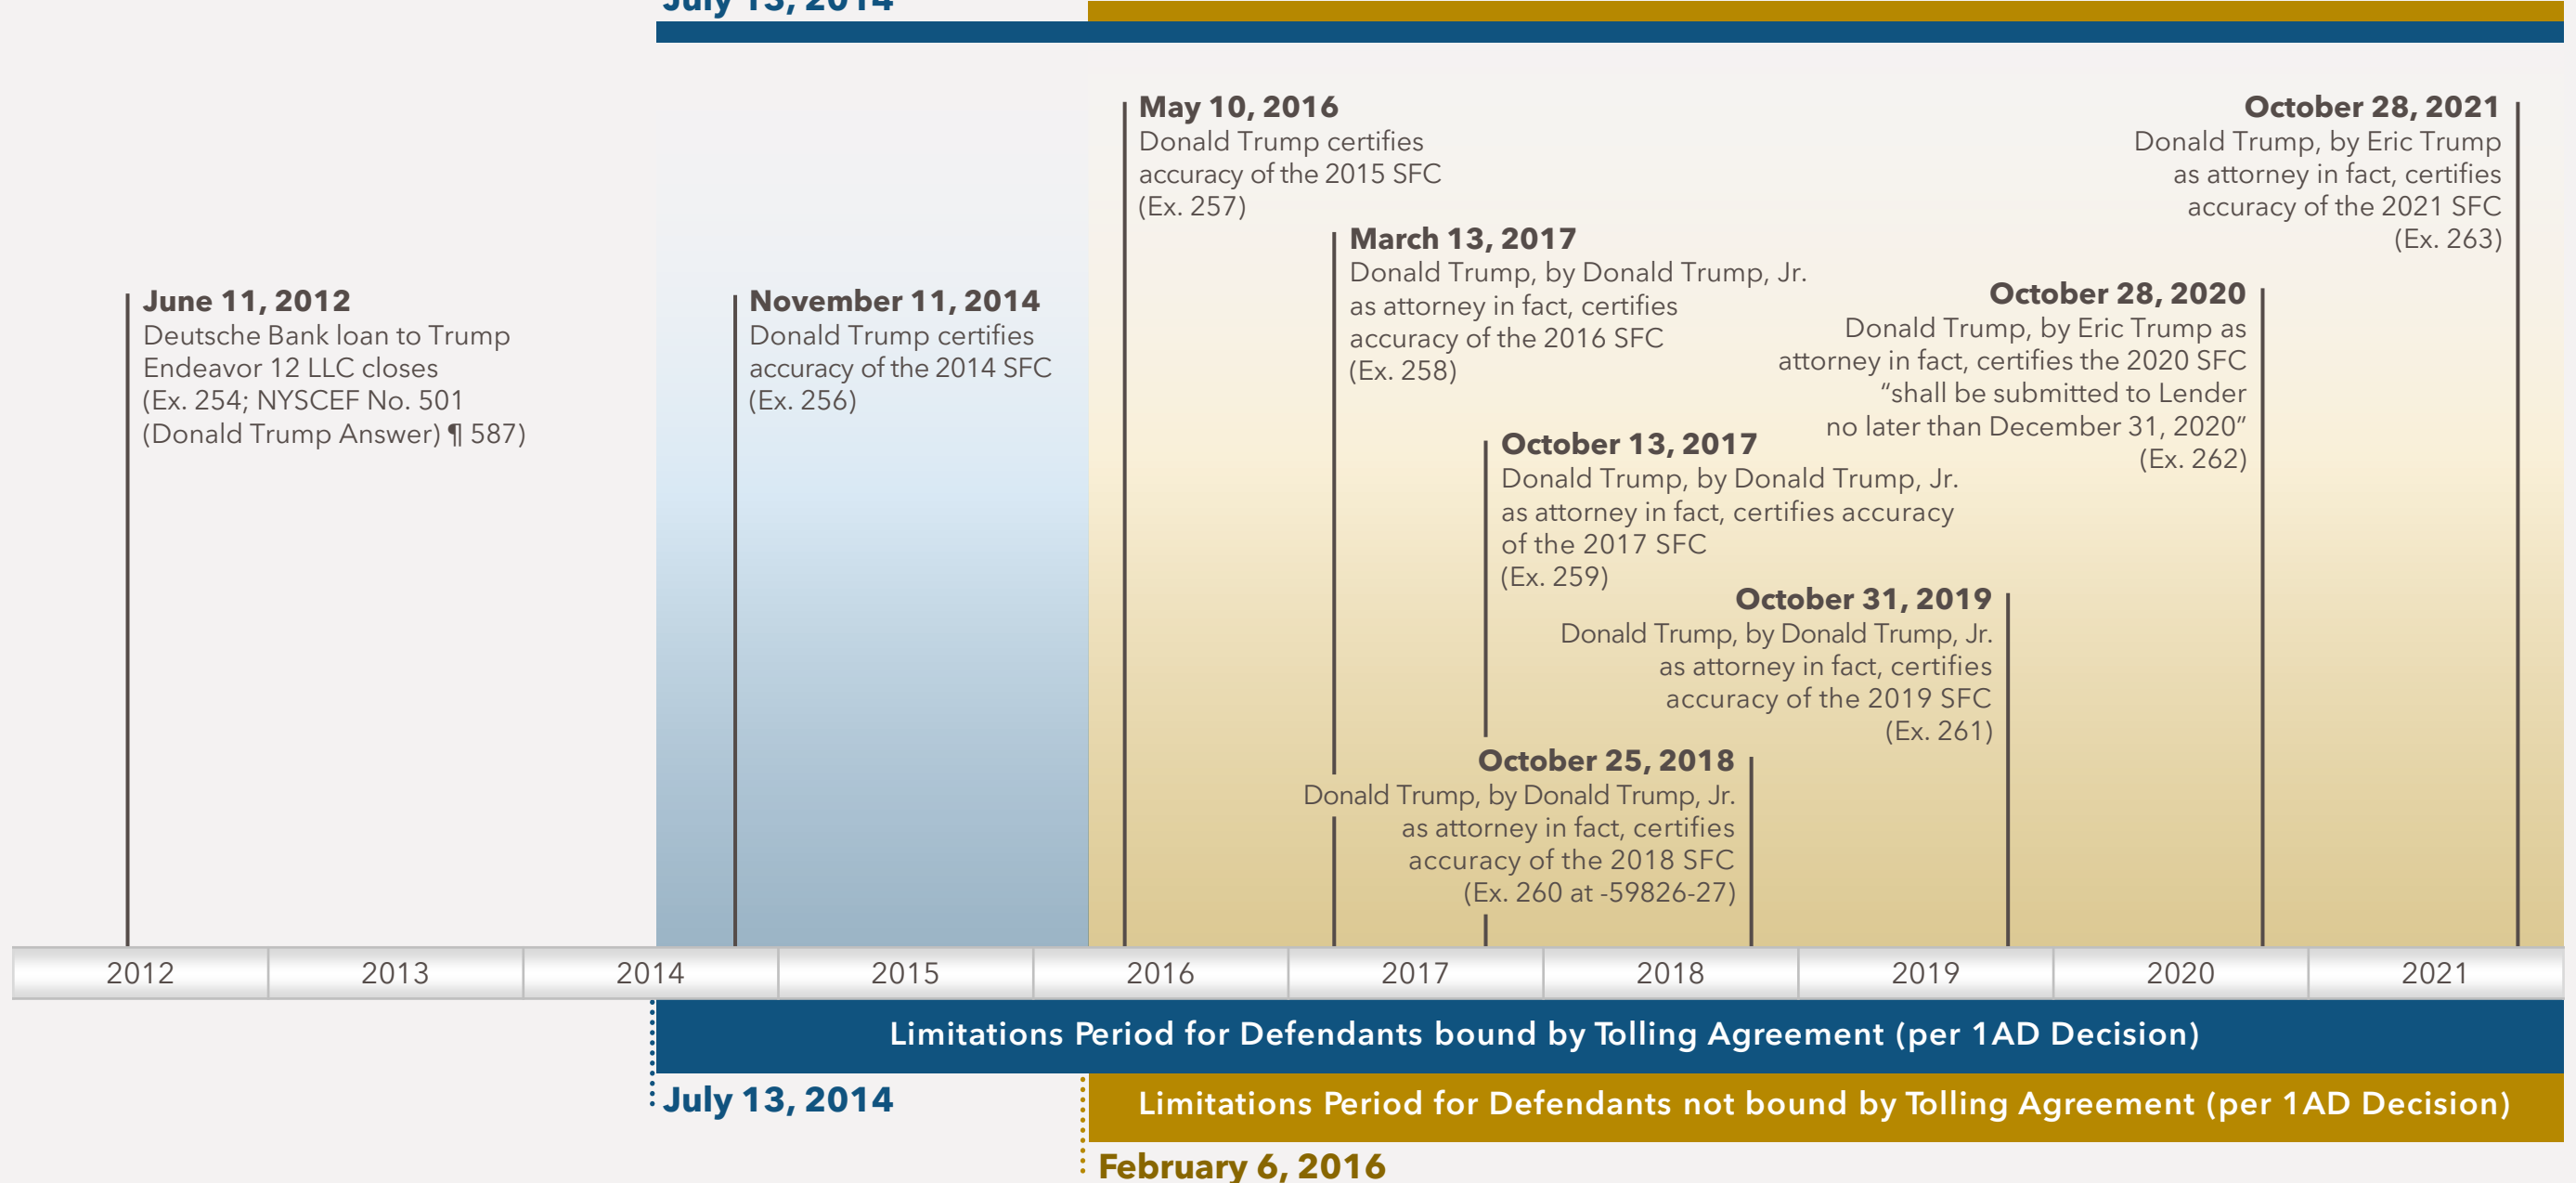 July 13, 2014
May 10, 2016
Donald Trump certifies
accuracy of the 2015 SFC
(Ex. 257)
October 28, 2021
Donald Trump, by Eric Trump
as attorney in fact, certifies
accuracy of the 2021 SFC
(Ex. 263)
March 13, 2017
Donald Trump, by Donald Trump, Jr.
as attorney in fact, certifies
accuracy of the 2016 SFC
(Ex. 258)
June 11, 2012
Deutsche Bank loan to Trump
Endeavor 12 LLC closes
(Ex. 254; NYSCEF No. 501
(Donald Trump Answer) ¶ 587)
November 11, 2014
Donald Trump certifies
accuracy of the 2014 SFC
(Ex. 256)
October 28, 2020
Donald Trump, by Eric Trump as
attorney in fact, certifies the 2020 SFC
“shall be submitted to Lender
no later than December 31, 2020”
(Ex. 262)
October 13, 2017
Donald Trump, by Donald Trump, Jr.
as attorney in fact, certifies accuracy
of the 2017 SFC
(Ex. 259)
October 31, 2019
Donald Trump, by Donald Trump, Jr.
as attorney in fact, certifies
accuracy of the 2019 SFC
(Ex. 261)
October 25, 2018
Donald Trump, by Donald Trump, Jr.
as attorney in fact, certifies
accuracy of the 2018 SFC
(Ex. 260 at -59826-27)
2012 2013 2014 2015 2016 2017 2018 2019 2020 2021
Limitations Period for Defendants bound by Tolling Agreement (per 1AD Decision)
July 13, 2014
Limitations Period for Defendants not bound by Tolling Agreement (per 1AD Decision)
February 6, 2016